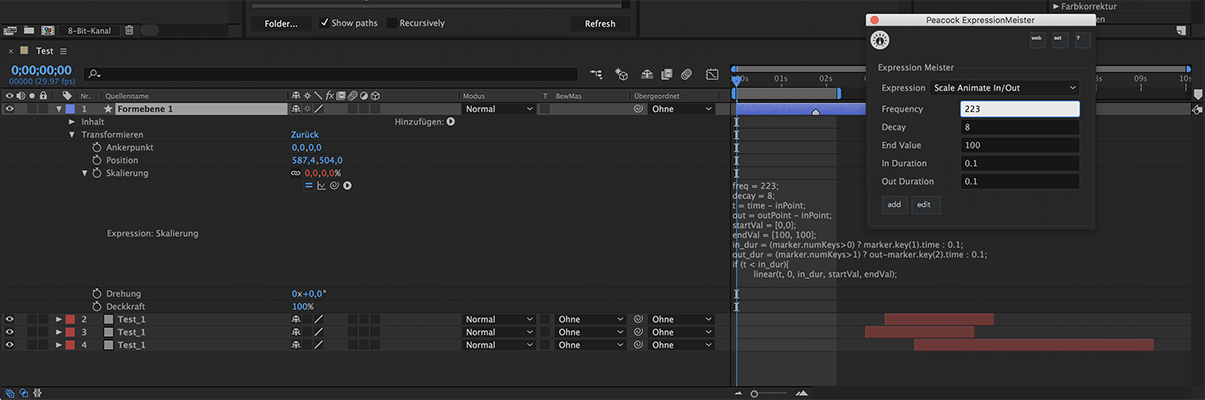 Folder...
Show paths
Recursively
Refresh
Farbkorrektur
8-Bit-Kanal
Peacock ExpressionMeister
web
set
?
Test
0;00;00;00
00000 (29.97 fps)
01s
02s
09s
10s
Nr.
Quellenname
Modus
T
BewMas
Übergeordnet
1
Formebene 1
Normal
Ohne
Inhalt
Hinzufügen:
Transformieren
Zurück
Ankerpunkt
0,0,0,0
Position
587,4,504,0
Skalierung
0,0,0,0%
Expression: Skalierung
freq = 223;
decay = 8;
t = time - inPoint;
out = outPoint - inPoint;
startVal = [0,0];
endVal = [100, 100];
in_dur = (marker.numKeys>0) ? marker.key(1).time : 0.1;
out_dur = (marker.numKeys>1) ? out-marker.key(2).time : 0.1;
if (t < in_dur){
linear(t, 0, in_dur, startVal, endVal);
Drehung
0x+0,0°
Deckkraft
100%
2 Test_1 Normal Ohne Ohne
3 Test_1 Normal Ohne Ohne
4 Test_1 Normal Ohne Ohne
Expression Meister
Expression Scale Animate In/Out
Frequency 223
Decay 8
End Value 100
In Duration 0.1
Out Duration 0.1
add
edit